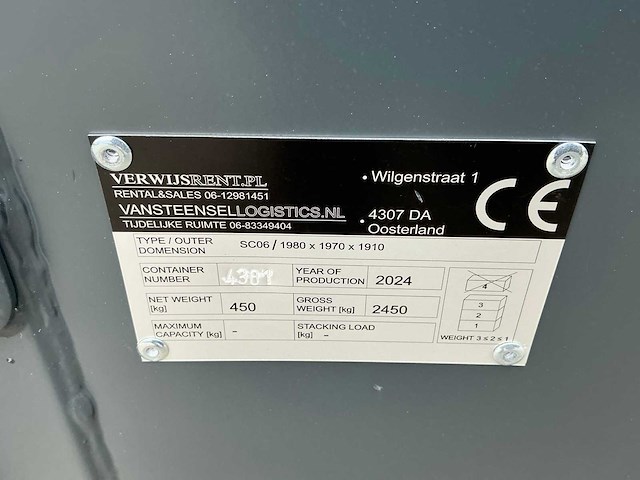 VERWIJSRENT.PL
RENTAL&SALES 06-12981451
VANSTEENSELLOGISTICS.NL
TIJDELIJKE RUIMTE 06-83349404
• Wilgenstraat 1
• 4307 DA
Oosterland
CE
TYPE / OUTER
DOMENSION
SC06 / 1980 x 1970 x 1910
CONTAINER
NUMBER
YEAR OF
PRODUCTION
2024
NET WEIGHT
[kg]
450
GROSS
WEIGHT [kg]
2450
MAXIMUM
CAPACITY [kg]
-
STACKING LOAD
[kg] -
4
3
2
1
WEIGHT 3 ≤ 2 ≤ 1